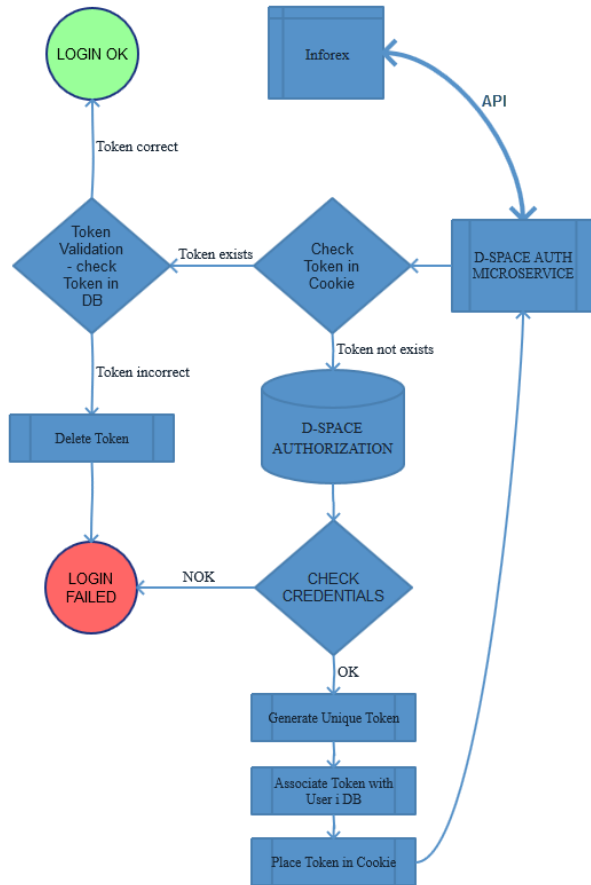 LOGIN OK
Inforex
API
Token correct
Token
Validation
- check
Token in
DB
Token exists
Check
Token in
Cookie
D-SPACE AUTH
MICROSERVICE
Token not exists
Token incorrect
Delete Token
D-SPACE
AUTHORIZATION
LOGIN
FAILED
NOK
CHECK
CREDENTIALS
OK
Generate Unique Token
Associate Token with
User i DB
Place Token in Cookie